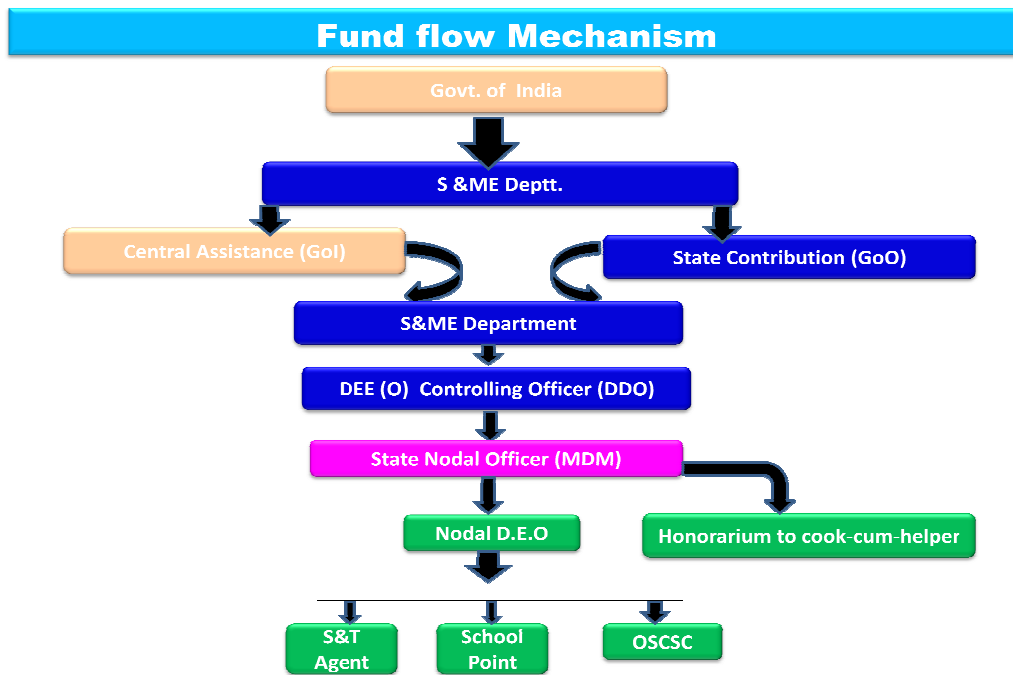 Fund flow Mechanism
Govt. of India
S &ME Deptt.
Central Assistance (GoI)
State Contribution (GoO)
S&ME Department
DEE (O) Controlling Officer (DDO)
State Nodal Officer (MDM)
Nodal D.E.O
Honorarium to cook-cum-helper
S&T
Agent
School
Point
OSCSC